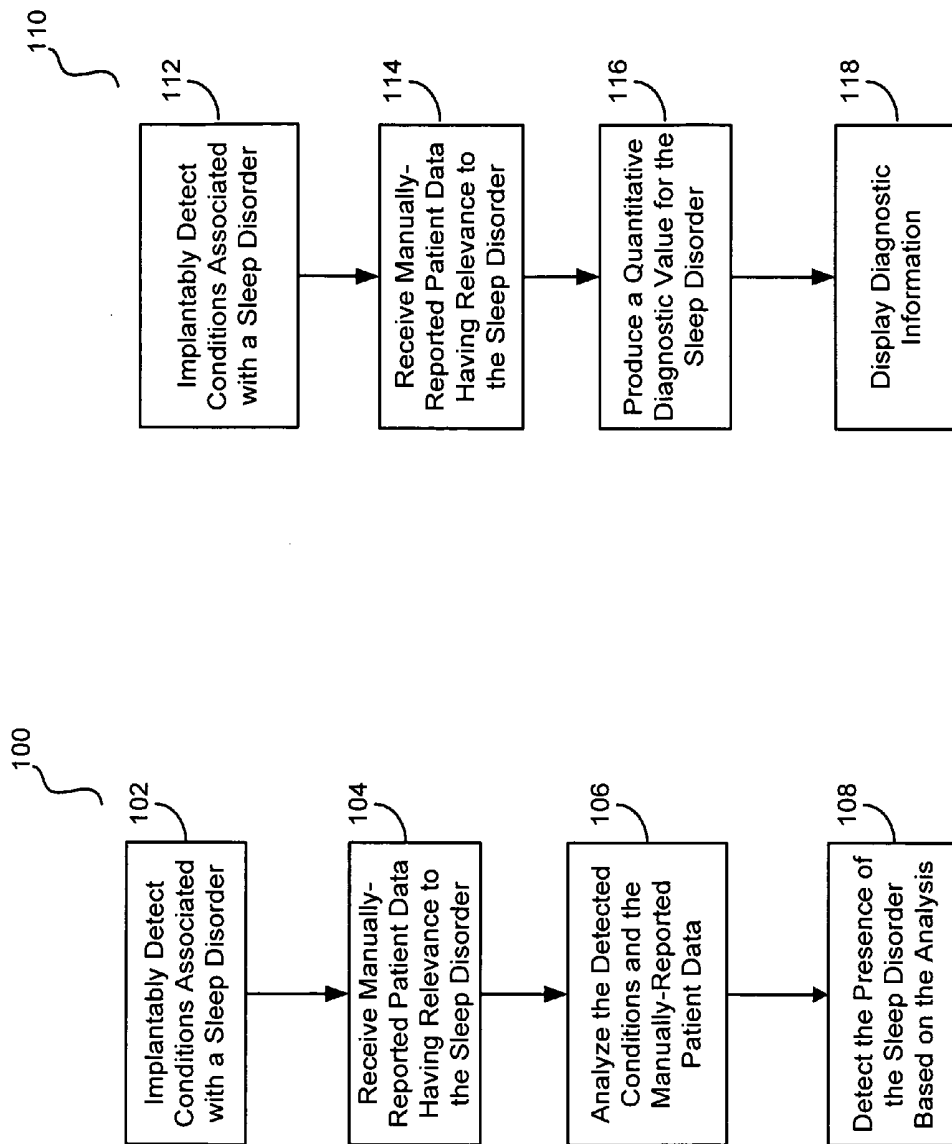 100
102
Implantably Detect
Conditions Associated
with a Sleep Disorder
104
Receive Manually-
Reported Patient Data
Having Relevance to
the Sleep Disorder
106
Analyze the Detected
Conditions and the
Manually-Reported
Patient Data
108
Detect the Presence of
the Sleep Disorder
Based on the Analysis
110
112
Implantably Detect
Conditions Associated
with a Sleep Disorder
114
Receive Manually-
Reported Patient Data
Having Relevance to
the Sleep Disorder
116
Produce a Quantitative
Diagnostic Value for the
Sleep Disorder
118
Display Diagnostic
Information